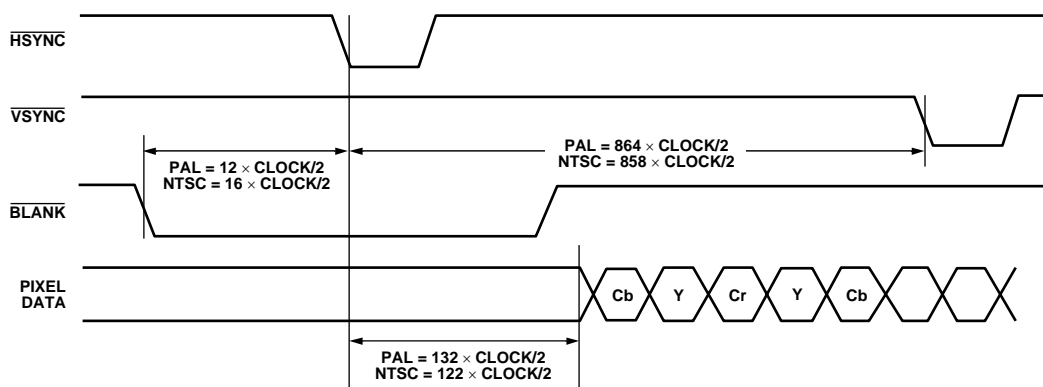 HSYNC
VSYNC
PAL = 12 × CLOCK/2
NTSC = 16 × CLOCK/2
PAL = 864 × CLOCK/2
NTSC = 858 × CLOCK/2
BLANK
PIXEL
DATA
Cb Y Cr Y Cb
PAL = 132 × CLOCK/2
NTSC = 122 × CLOCK/2